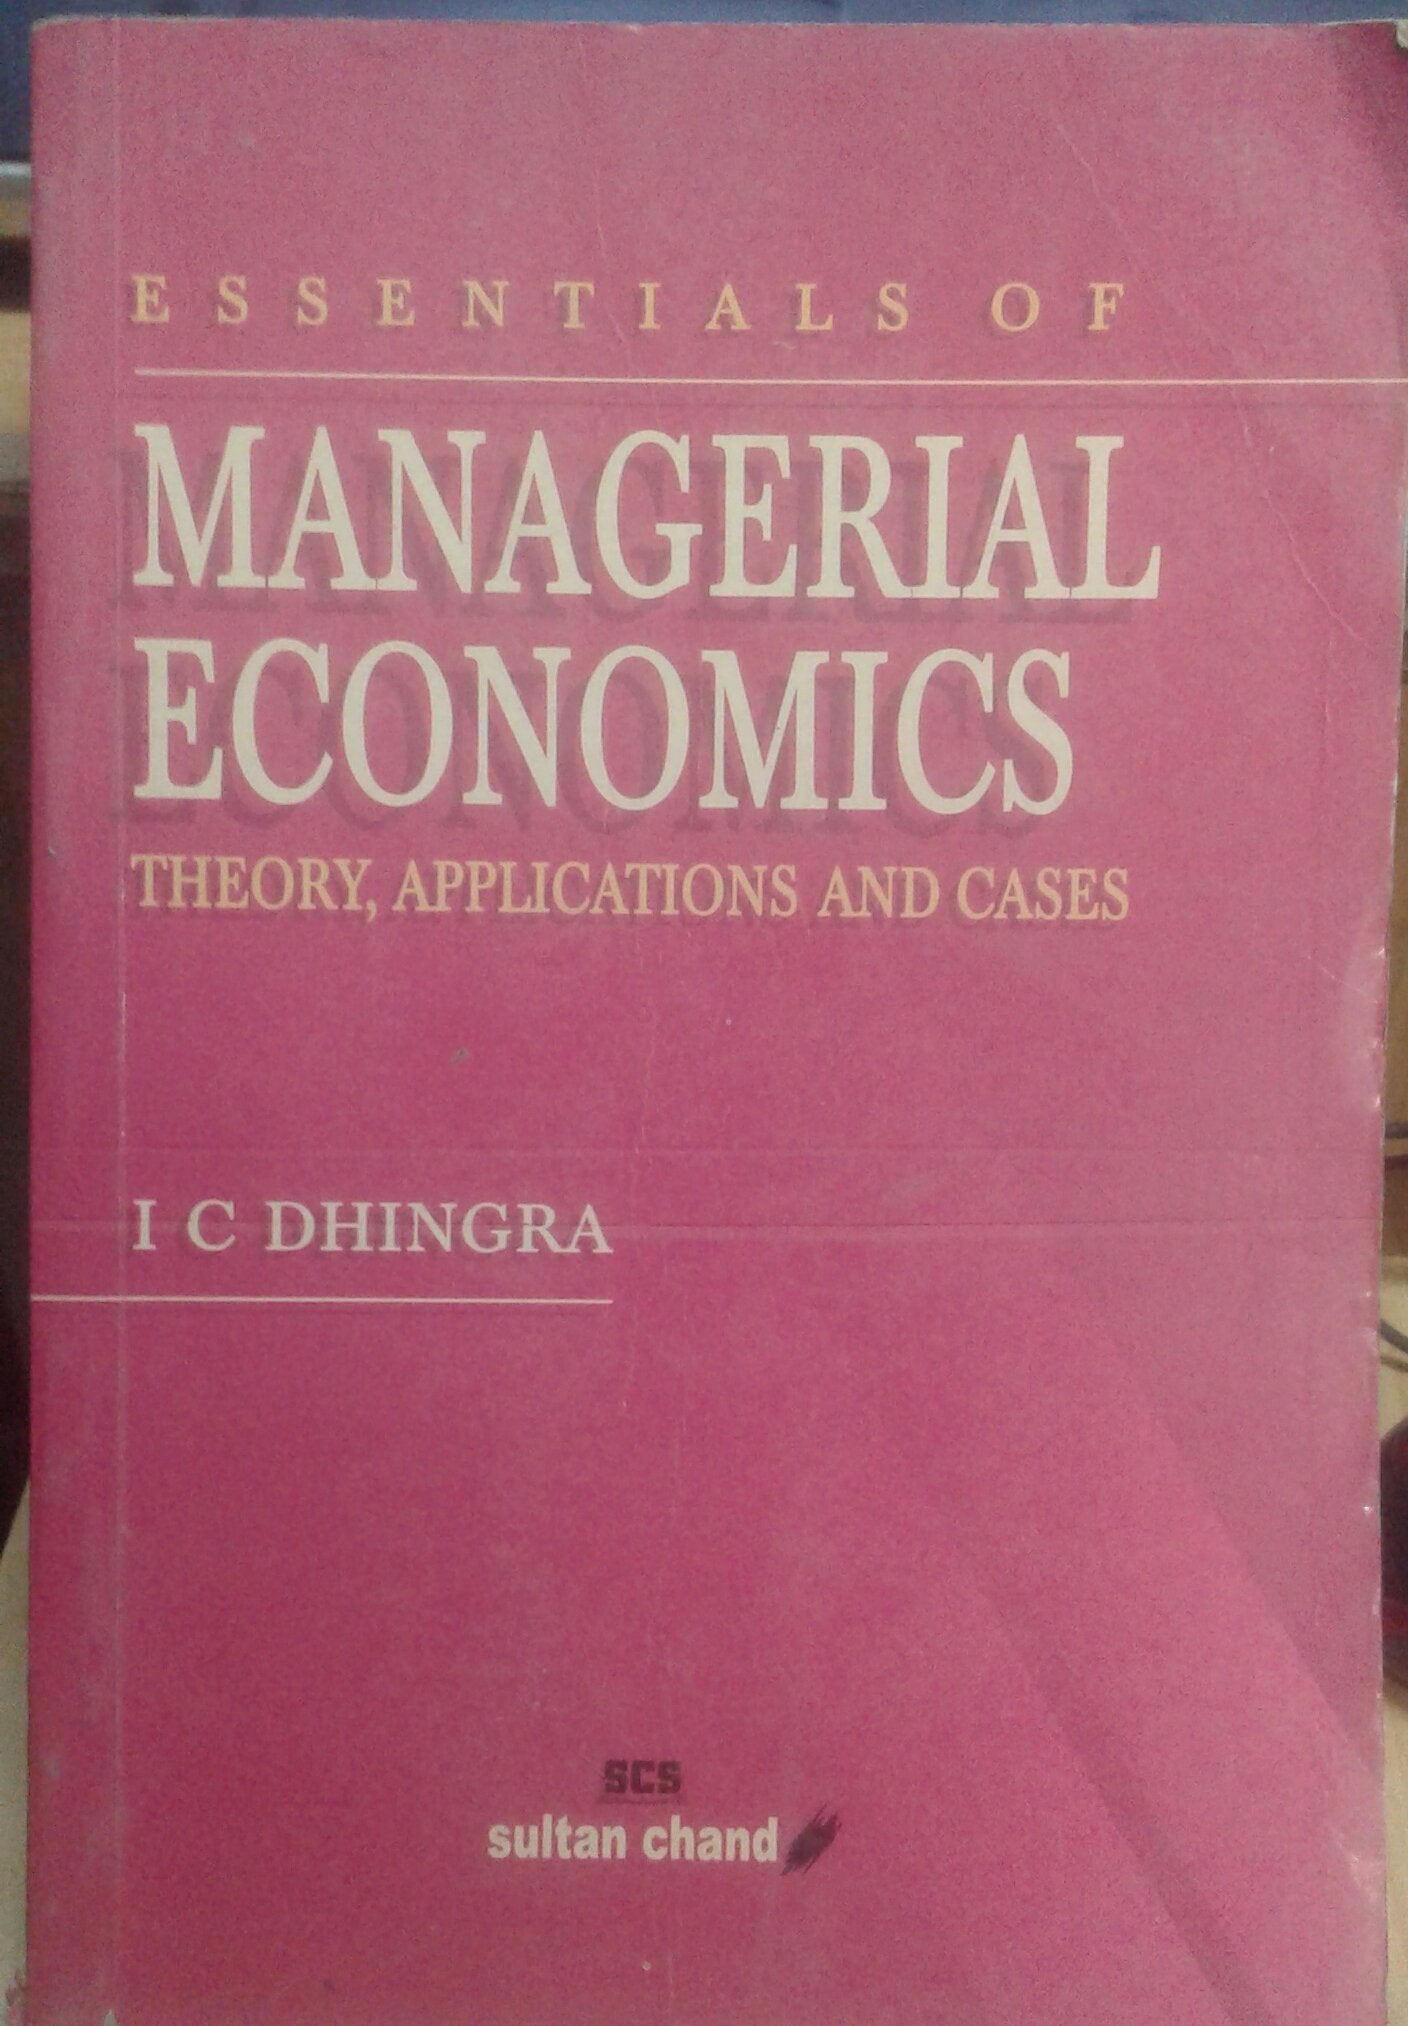 ESSENTIALS OF
MANAGERIAL
ECONOMICS
THEORY, APPLICATIONS AND CASES
I C DHINGRA
SCS
sultan chand